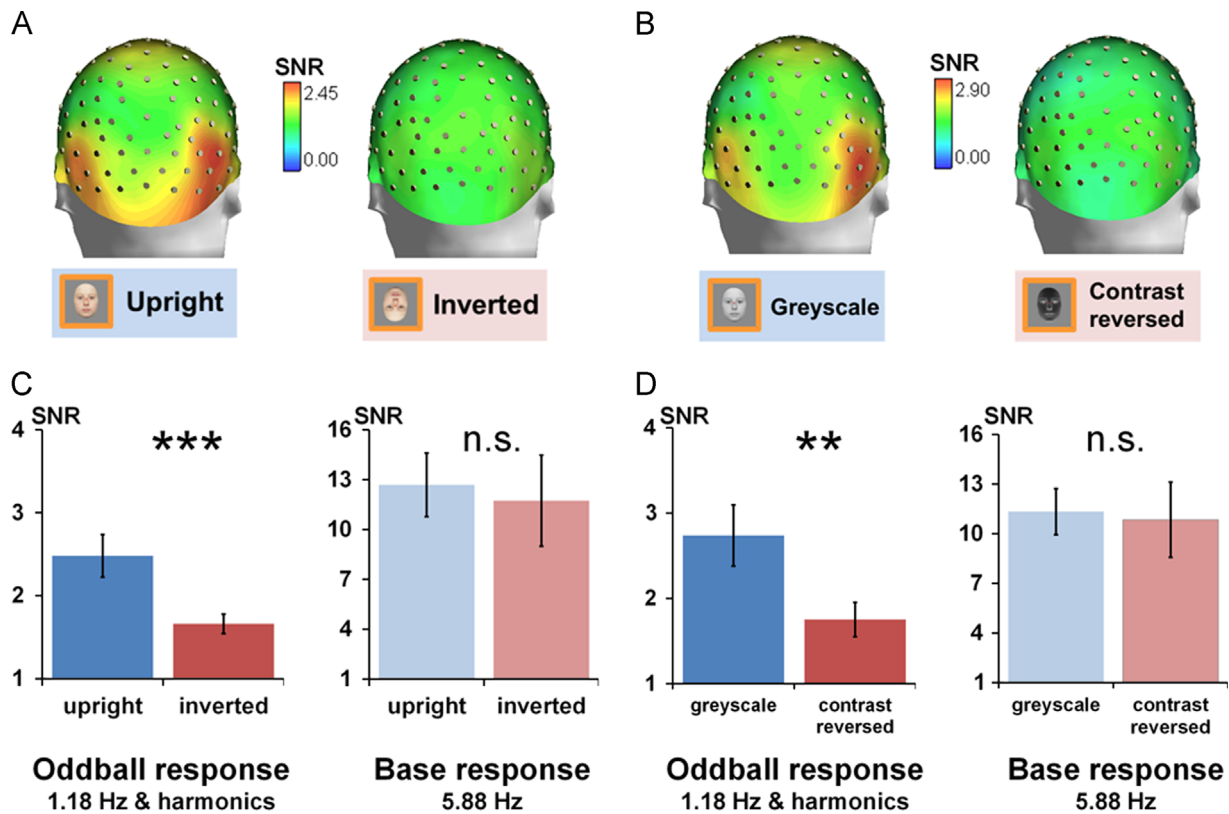 A
SNR
2.45
0.00
Upright
Inverted
B
SNR
2.90
0.00
Greyscale
Contrast
reversed
C
SNR
4
3
2
1
***
upright
inverted
Oddball response
1.18 Hz & harmonics
SNR
16
13
10
7
4
1
n.s.
upright
inverted
Base response
5.88 Hz
D
SNR
4
3
2
1
**
greyscale
contrast
reversed
Oddball response
1.18 Hz & harmonics
SNR
16
13
10
7
4
1
n.s.
greyscale
contrast
reversed
Base response
5.88 Hz